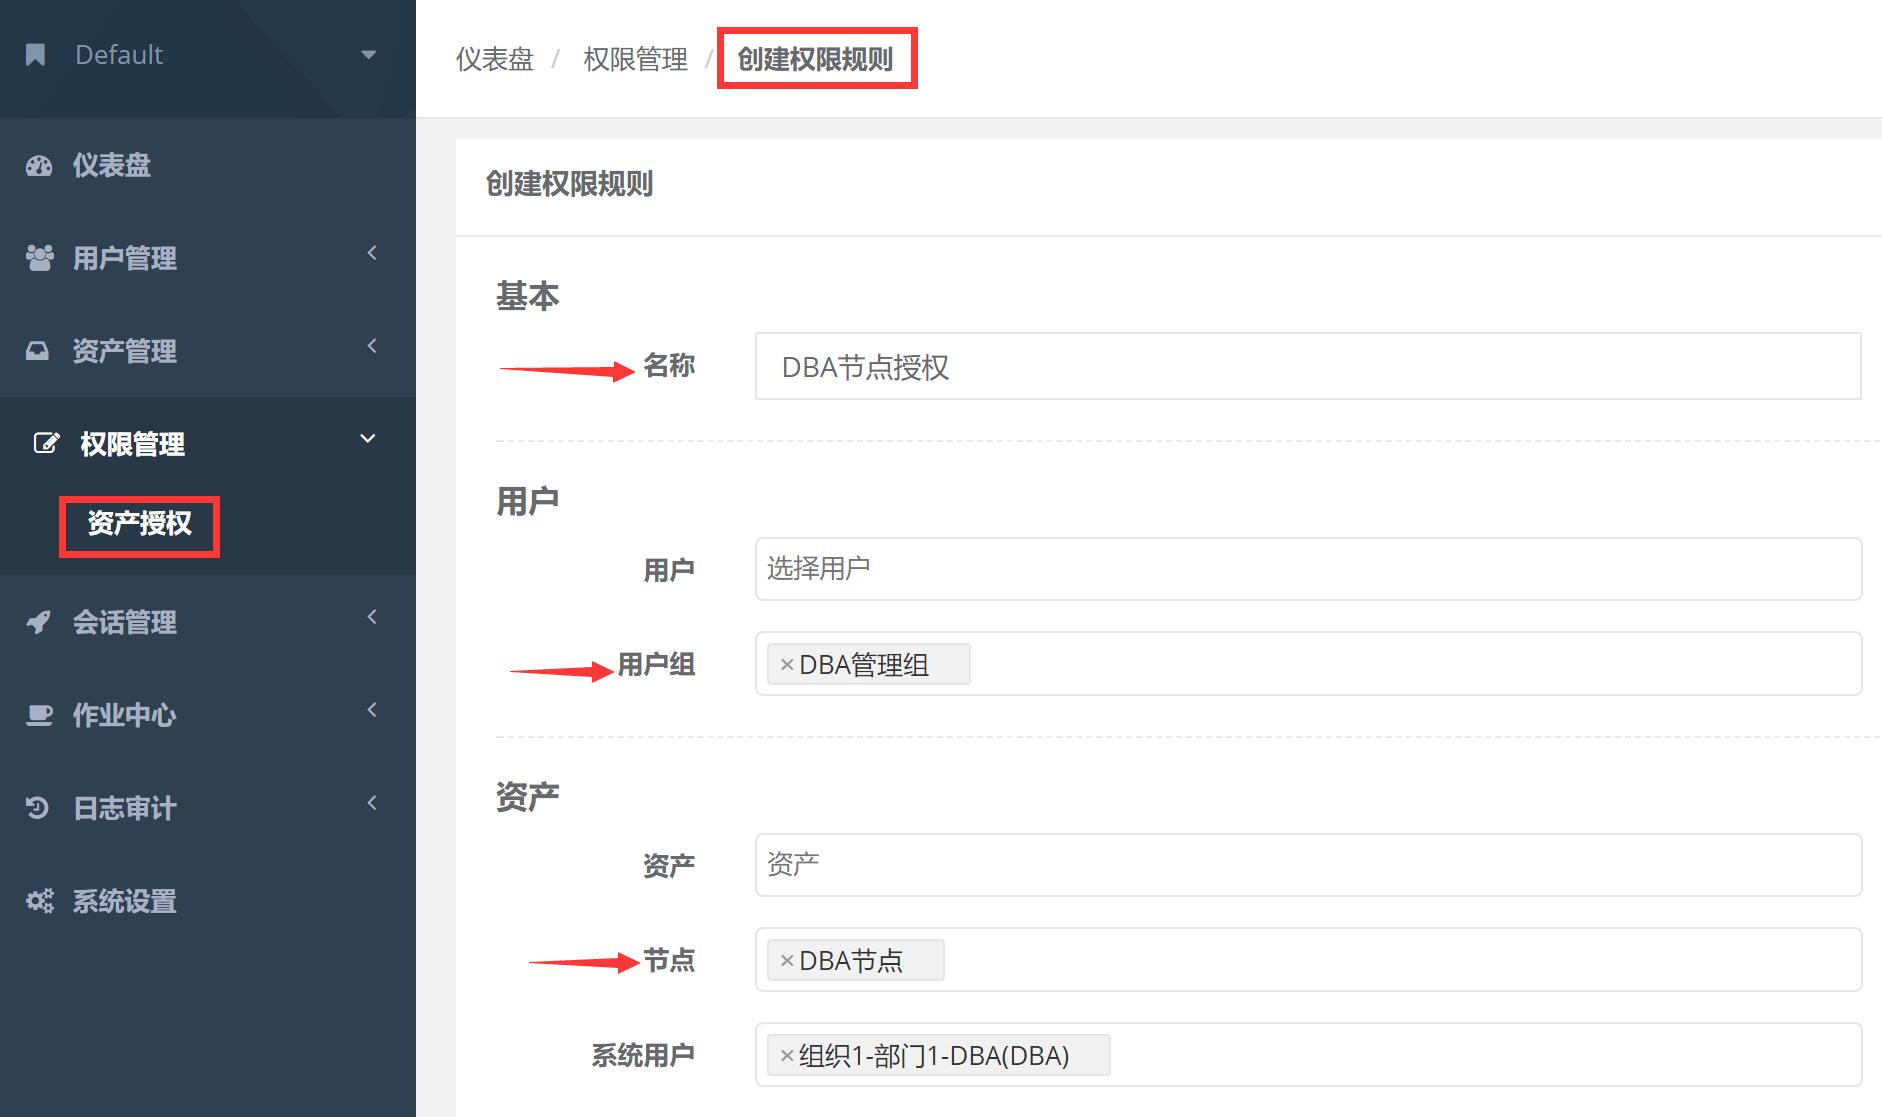 Default
仪表盘
用户管理
资产管理
权限管理
资产授权
会话管理
作业中心
日志审计
系统设置
仪表盘 / 权限管理 / 创建权限规则
创建权限规则
基本
名称 DBA节点授权
用户
用户 选择用户
用户组 ×DBA管理组
资产
资产 资产
节点 ×DBA节点
系统用户 ×组织1-部门1-DBA(DBA)